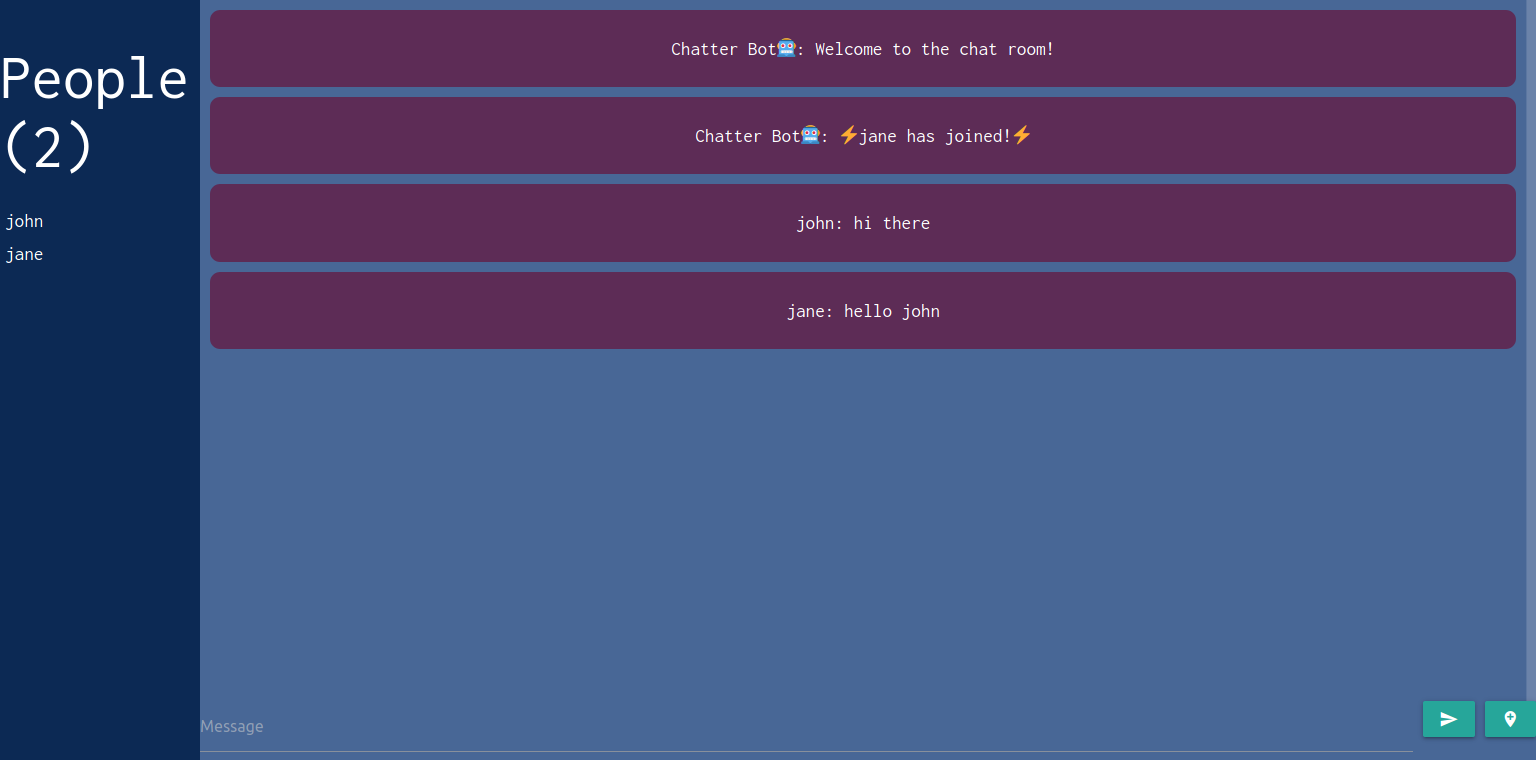 People
(2)
john
jane
Chatter Bot🤖: Welcome to the chat room!
Chatter Bot🤖: ⚡jane has joined!⚡
john: hi there
jane: hello john
Message